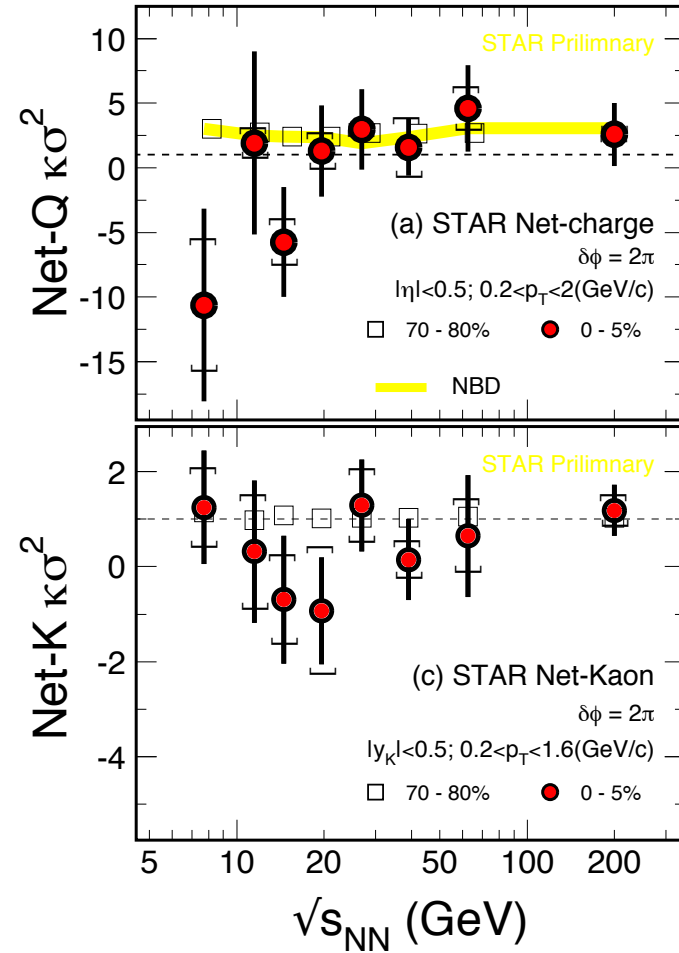 10
5
0
-5
-10
-15
Net-Q κσ²
STAR Prilimnary
(a) STAR Net-charge
δϕ = 2π
|η|<0.5; 0.2<p_T<2(GeV/c)
70 - 80% 0 - 5%
NBD
2
0
-2
-4
Net-K κσ²
STAR Prilimnary
(c) STAR Net-Kaon
δϕ = 2π
|y_K|<0.5; 0.2<p_T<1.6(GeV/c)
70 - 80% 0 - 5%
5 10 20 50 100 200
√s_NN (GeV)